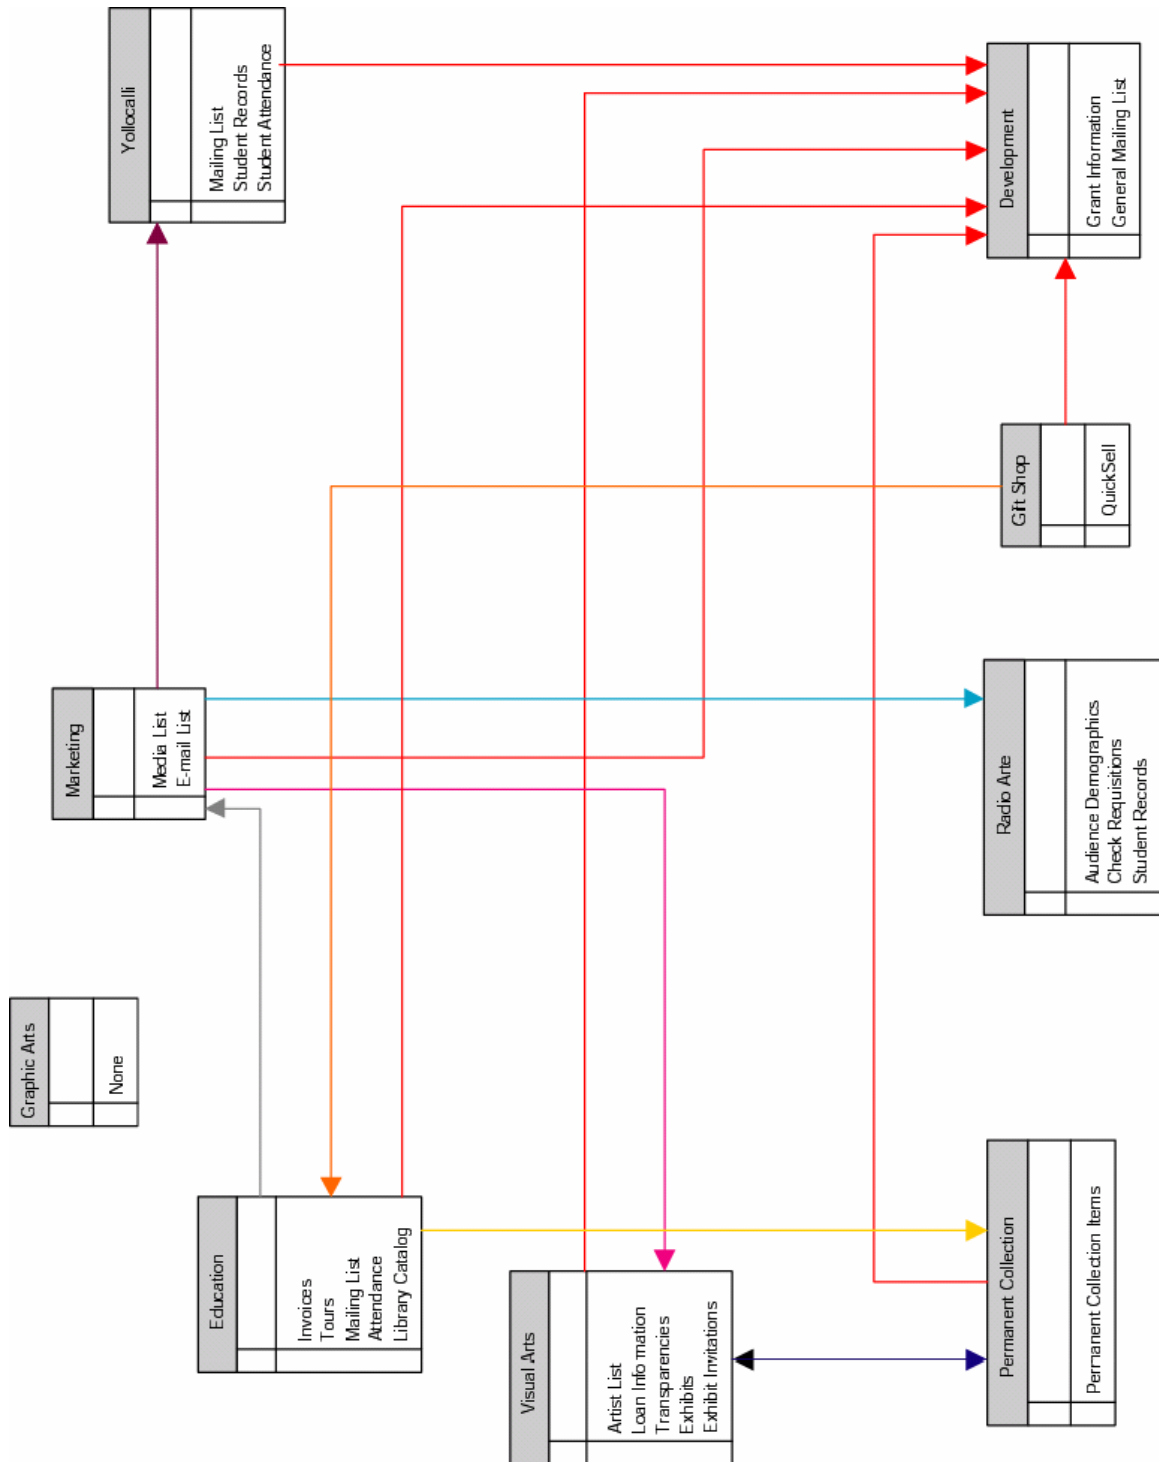 Graphic Arts
None
Marketing
Media List
E-mail List
Yollocalli
Mailing List
Student Records
Student Attendance
Education
Invoices
Tours
Mailing List
Attendance
Library Catalog
Visual Arts
Artist List
Loan Information
Transparencies
Exhibits
Exhibit Invitations
Permanent Collection
Permanent Collection Items
Radio Arte
Audience Demographics
Check Requisitions
Student Records
Gift Shop
QuickSell
Development
Grant Information
General Mailing List